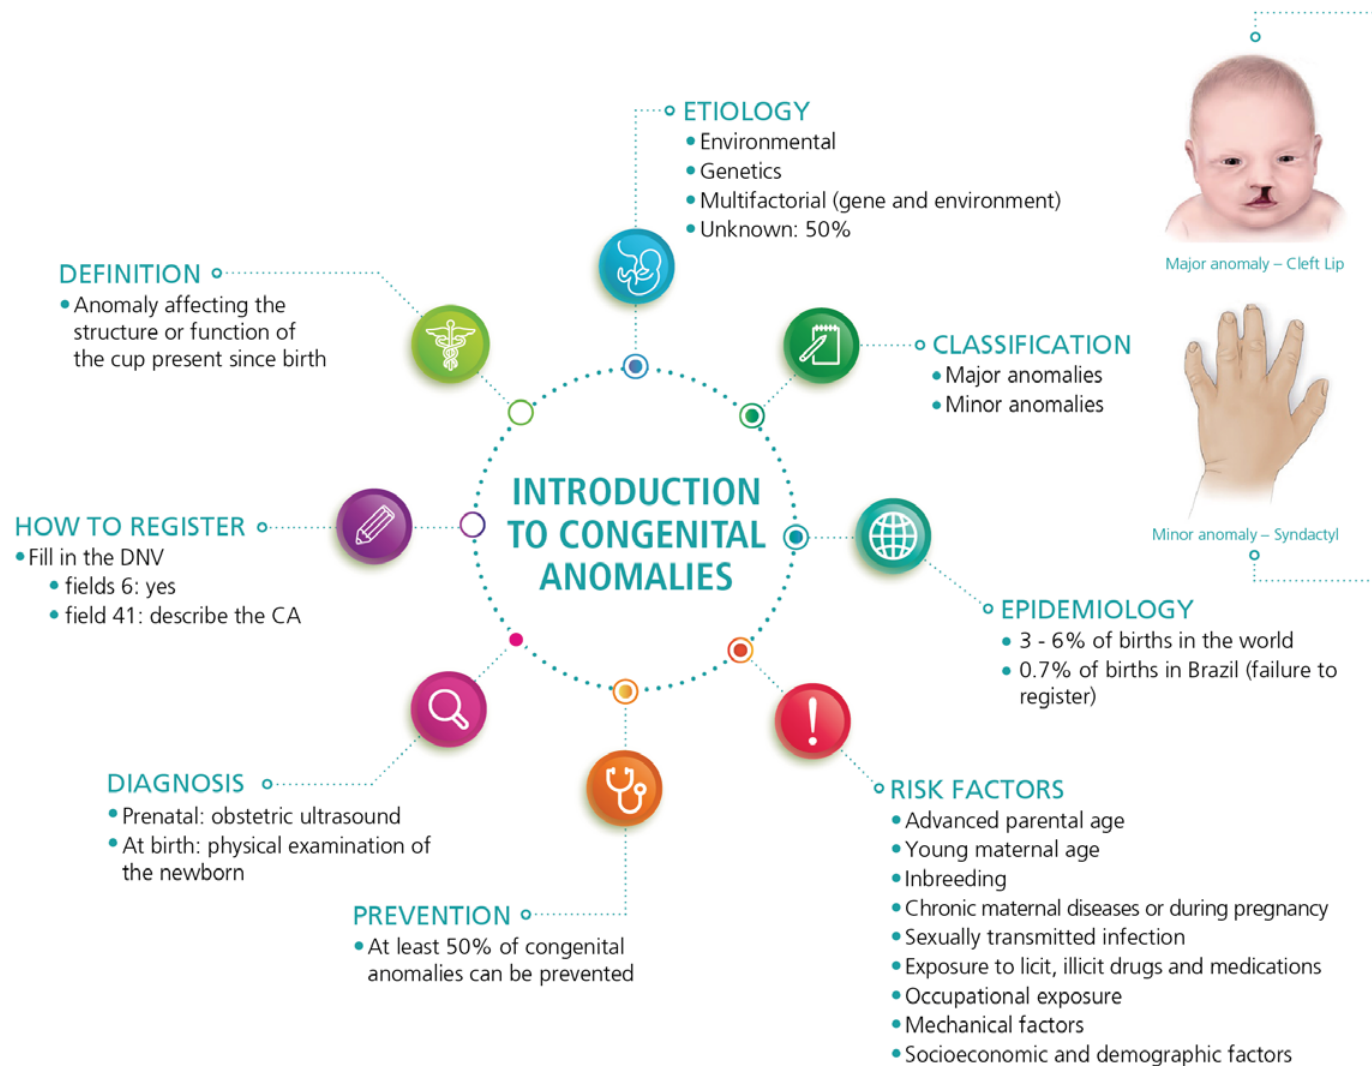 INTRODUCTION
TO CONGENITAL
ANOMALIES
ETIOLOGY
• Environmental
• Genetics
• Multifactorial (gene and environment)
• Unknown: 50%
Major anomaly – Cleft Lip
CLASSIFICATION
• Major anomalies
• Minor anomalies
Minor anomaly – Syndactyl
EPIDEMIOLOGY
• 3 - 6% of births in the world
• 0.7% of births in Brazil (failure to
register)
RISK FACTORS
• Advanced parental age
• Young maternal age
• Inbreeding
• Chronic maternal diseases or during pregnancy
• Sexually transmitted infection
• Exposure to licit, illicit drugs and medications
• Occupational exposure
• Mechanical factors
• Socioeconomic and demographic factors
PREVENTION
• At least 50% of congenital
anomalies can be prevented
DIAGNOSIS
• Prenatal: obstetric ultrasound
• At birth: physical examination of
the newborn
HOW TO REGISTER
• Fill in the DNV
• fields 6: yes
• field 41: describe the CA
DEFINITION
• Anomaly affecting the
structure or function of
the cup present since birth